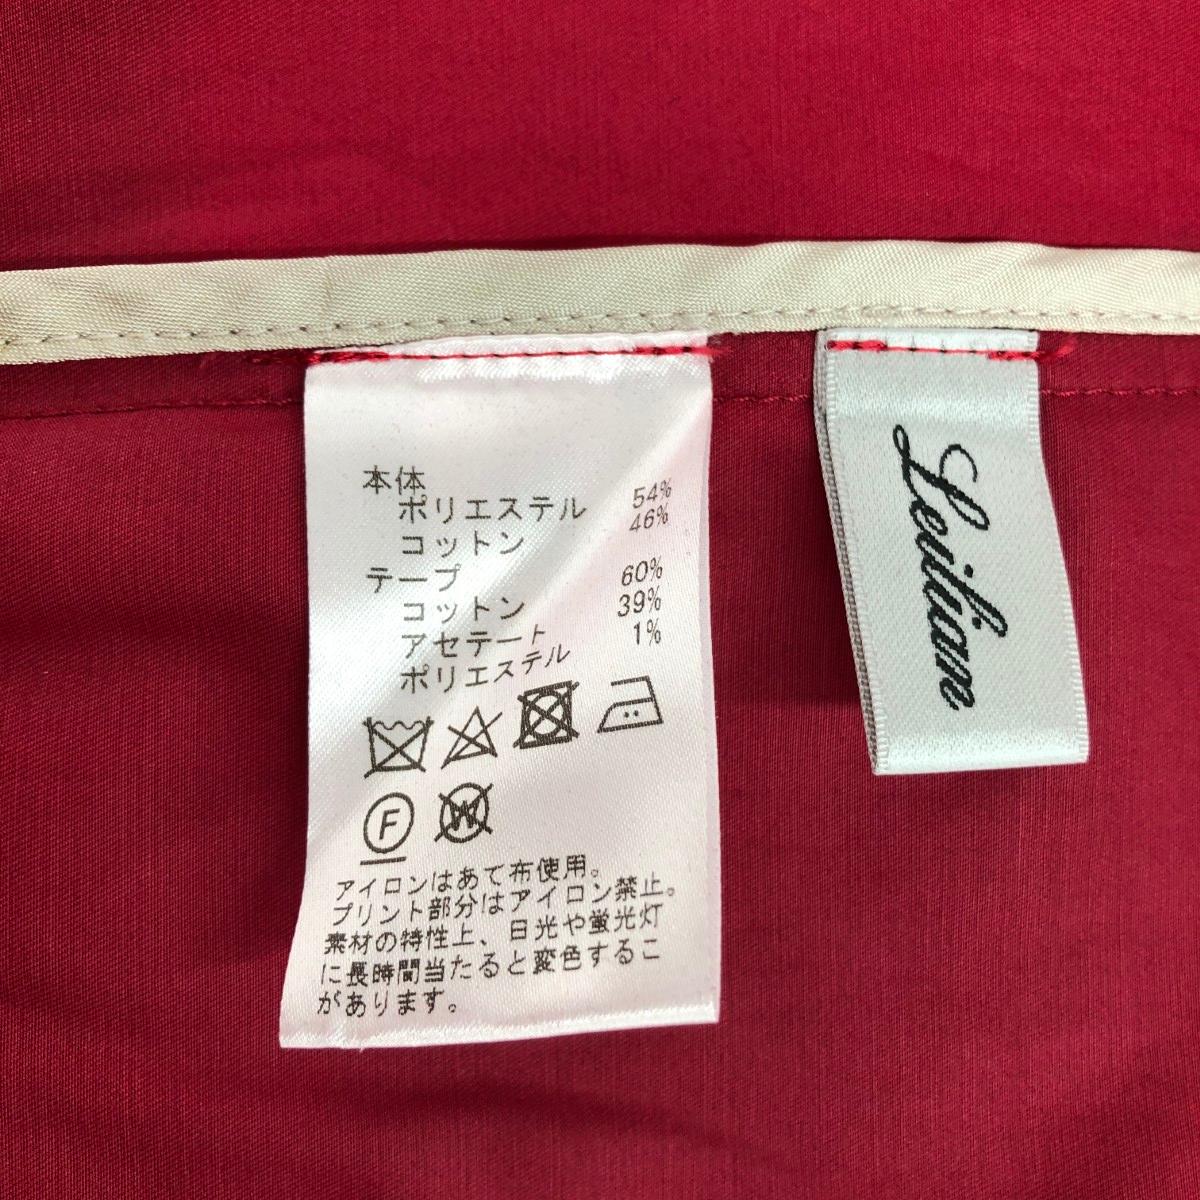 本体
ポリエステル 54%
コットン 46%
テープ
コットン 60%
アセテート 39%
ポリエステル 1%
F W
アイロンはあて布使用。
プリント部分はアイロン禁止。
素材の特性上、日光や蛍光灯
に長時間当たると変色するこ
があります。
Leilian